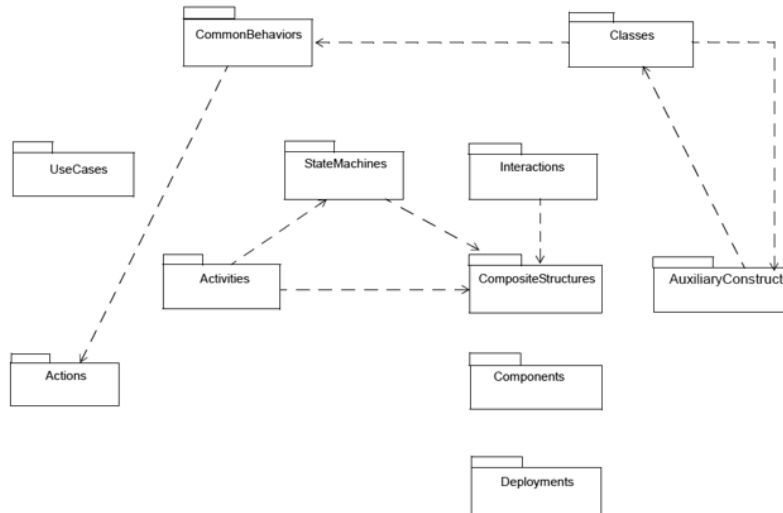 CommonBehaviors
Classes
UseCases
StateMachines
Interactions
Activities
CompositeStructures
AuxiliaryConstruct
Actions
Components
Deployments